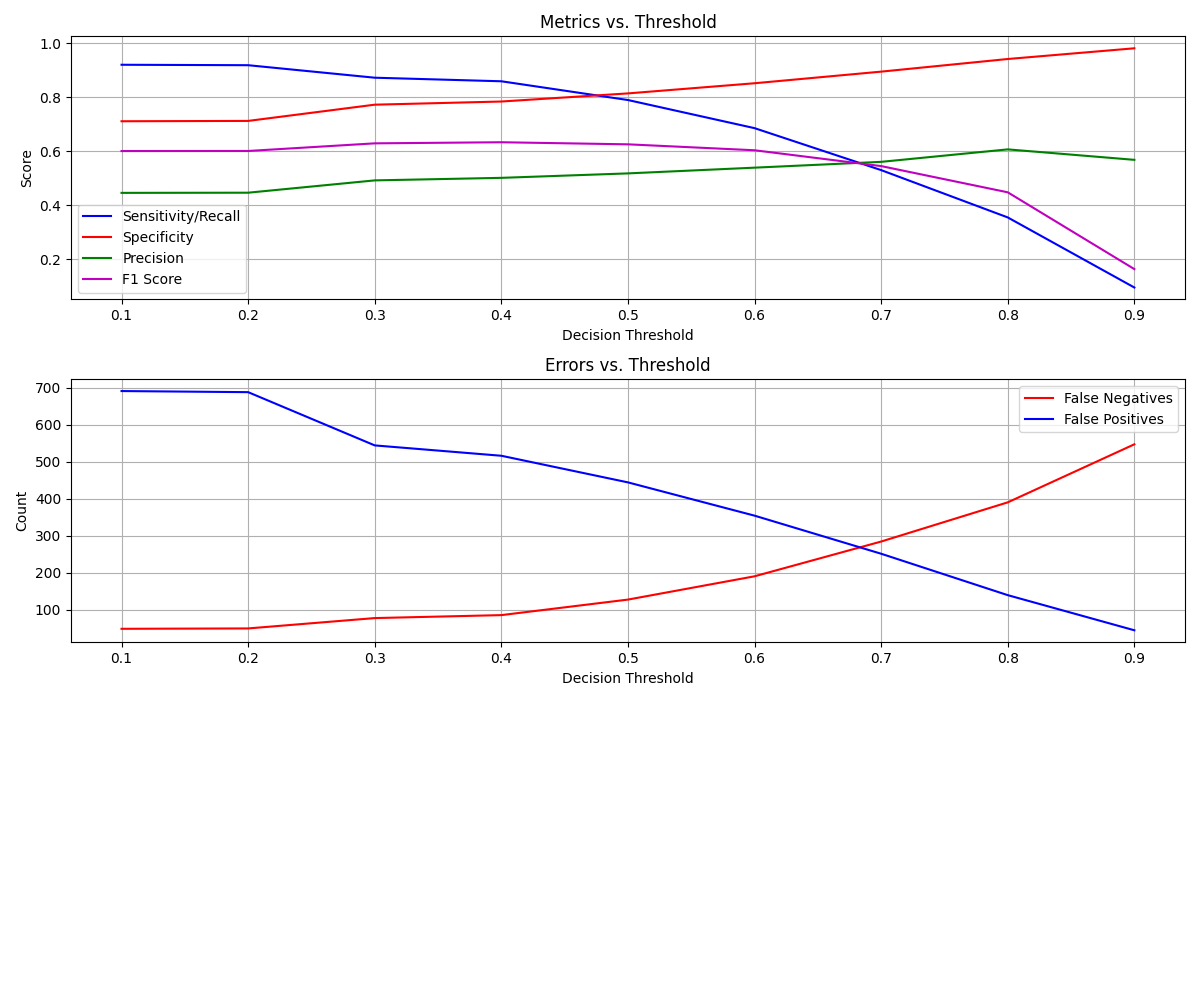 Metrics vs. Threshold
1.0
0.8
0.6
0.4
0.2
Score
Sensitivity/Recall
Specificity
Precision
F1 Score
0.1 0.2 0.3 0.4 0.5 0.6 0.7 0.8 0.9
Decision Threshold
Errors vs. Threshold
700
600
500
400
300
200
100
Count
False Negatives
False Positives
0.1 0.2 0.3 0.4 0.5 0.6 0.7 0.8 0.9
Decision Threshold